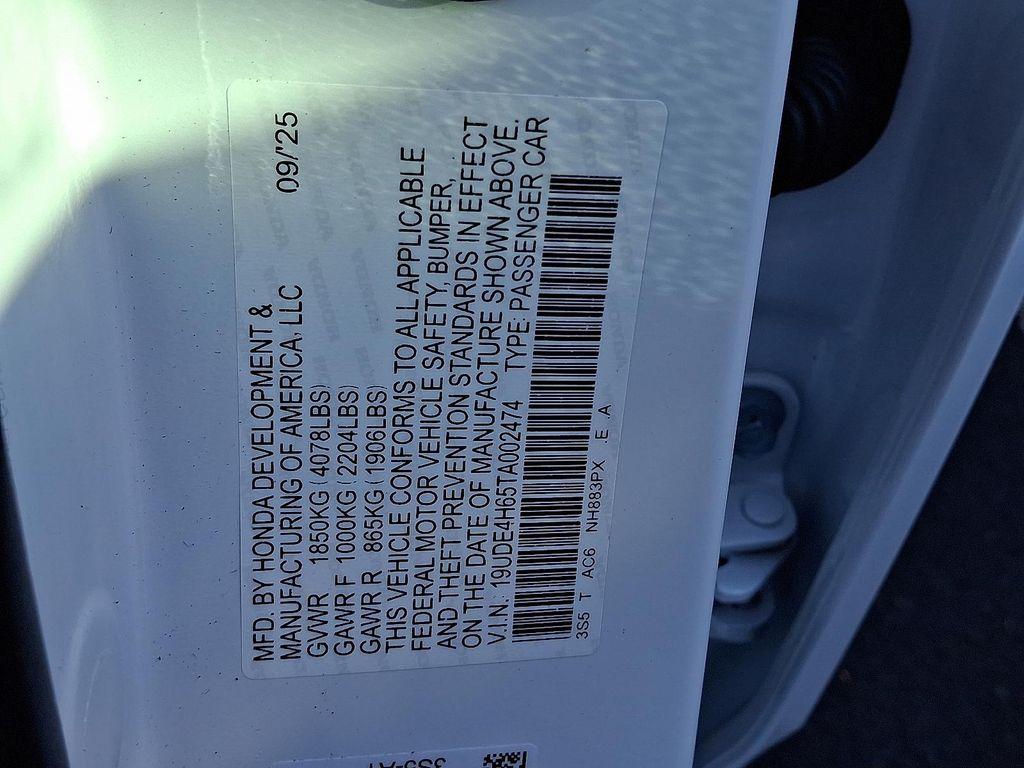 MFD. BY HONDA DEVELOPMENT &
MANUFACTURING OF AMERICA, LLC 09/'25
GVWR 1850KG(4078LBS)
GAWR F 1000KG(2204LBS)
GAWR R 865KG(1906LBS)
THIS VEHICLE CONFORMS TO ALL APPLICABLE
FEDERAL MOTOR VEHICLE SAFETY, BUMPER,
AND THEFT PREVENTION STANDARDS IN EFFECT
ON THE DATE OF MANUFACTURE SHOWN ABOVE.
V.I.N: 19UDE4H65TA002474 TYPE: PASSENGER CAR
3S5 T AC6 NH883PX .E .A